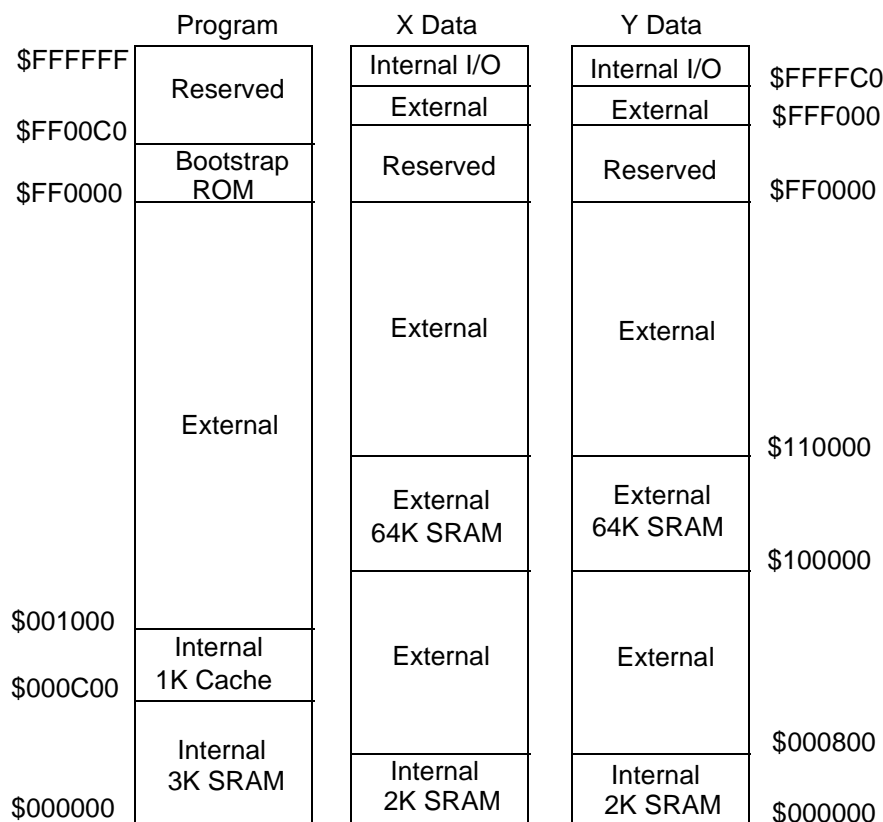 Program X Data Y Data
$FFFFFF
Reserved
$FF00C0
Bootstrap
ROM
$FF0000
External
$001000
Internal
1K Cache
$000C00
Internal
3K SRAM
$000000
Internal I/O
External
Reserved
External
External
64K SRAM
External
Internal
2K SRAM
Internal I/O
$FFFFC0
External
$FFF000
Reserved
$FF0000
External
$110000
External
64K SRAM
$100000
External
$000800
Internal
2K SRAM
$000000